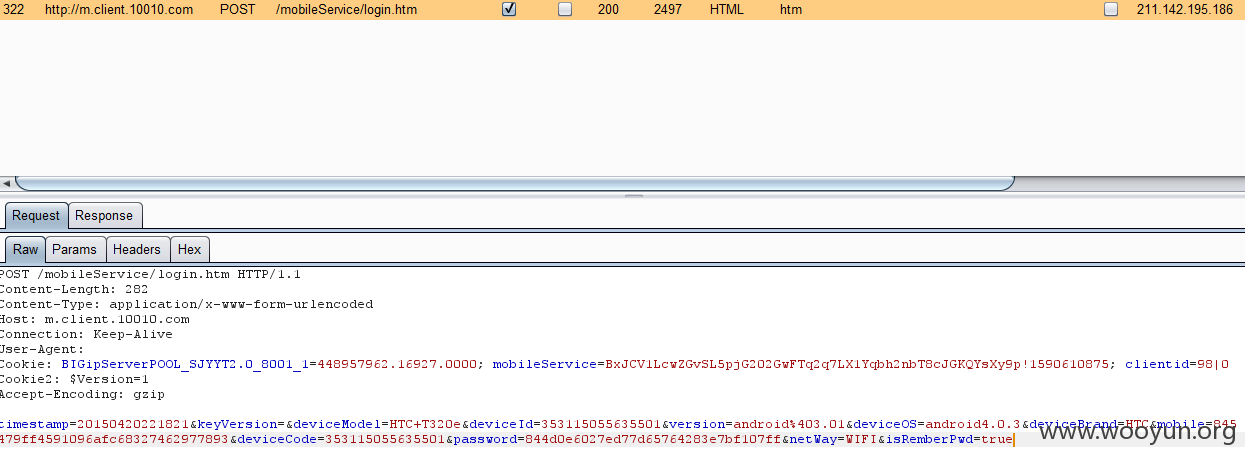 322 http://m.client.10010.com POST /mobileService/login.htm 200 2497 HTML htm 211.142.195.186
Request Response
Raw Params Headers Hex
POST /mobileService/login.htm HTTP/1.1
Content-Length: 282
Content-Type: application/x-www-form-urlencoded
Host: m.client.10010.com
Connection: Keep-Alive
User-Agent:
Cookie: BIGipServerPOOL_SJYYT2.0_8001_1=448957962.16927.0000; mobileService=BxJCV1LcwZGvSL5pjG202GwFTq2q7LX1Yqbh2nbT8cJGKQYsXy9p!1590610875; clientid=98|0
Cookie2: $Version=1
Accept-Encoding: gzip
timestamp=20150420221821&keyVersion=&deviceModel=HTC+T320e&deviceId=353115055635501&version=android%403.01&deviceOS=android4.0.3&deviceBrand=HTC&mobile=845
479ff4591096afc68327462977893&deviceCode=353115055635501&password=844d0e6027ed77d65764283e7bf107ff&netWay=WIFI&isRemberPwd=true
www.wooyun.org